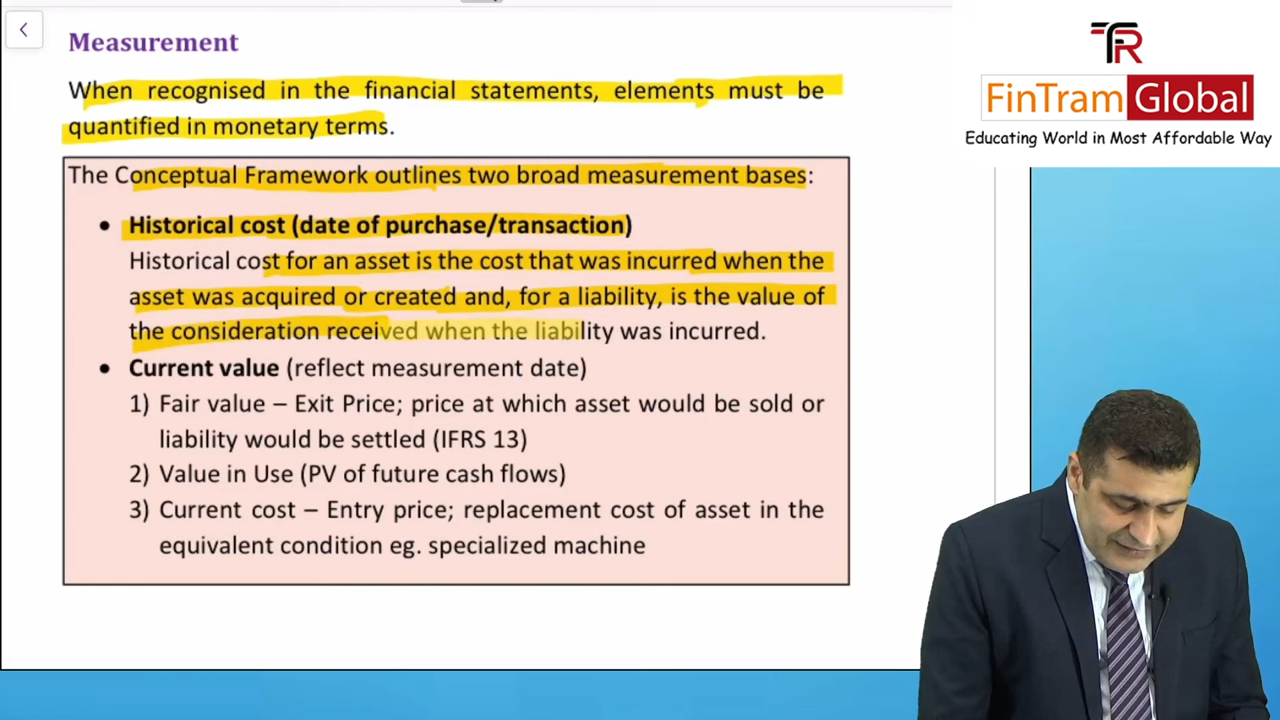 Measurement
When recognised in the financial statements, elements must be
quantified in monetary terms.
The Conceptual Framework outlines two broad measurement bases:
• Historical cost (date of purchase/transaction)
Historical cost for an asset is the cost that was incurred when the
asset was acquired or created and, for a liability, is the value of
the consideration received when the liability was incurred.
• Current value (reflect measurement date)
1) Fair value – Exit Price; price at which asset would be sold or
liability would be settled (IFRS 13)
2) Value in Use (PV of future cash flows)
3) Current cost – Entry price; replacement cost of asset in the
equivalent condition eg. specialized machine
FinTram Global
Educating World in Most Affordable Way